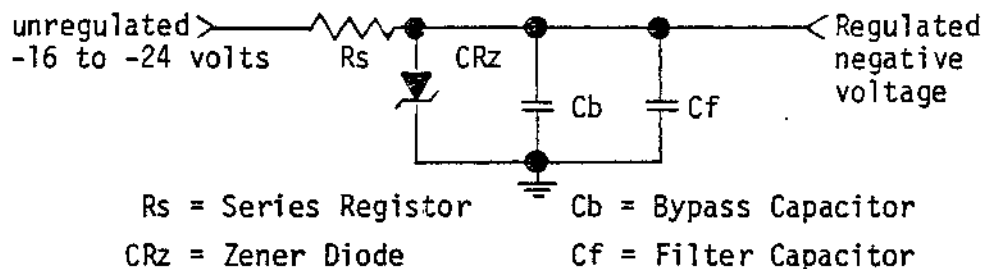 unregulated
-16 to -24 volts
Rs
CRz
Cb
Cf
Regulated
negative
voltage
Rs = Series Registor
Cb = Bypass Capacitor
CRz = Zener Diode
Cf = Filter Capacitor